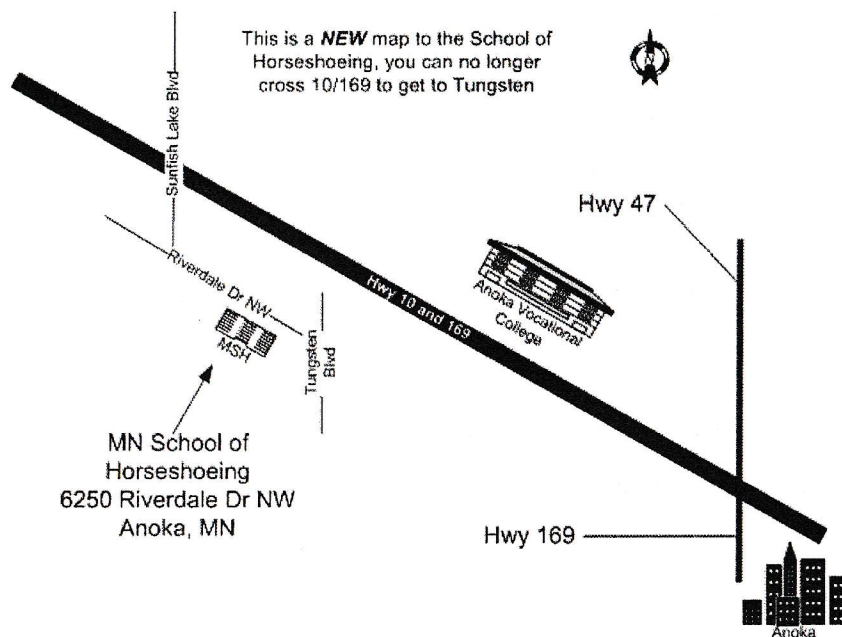 This is a NEW map to the School of
Horseshoeing, you can no longer
cross 10/169 to get to Tungsten
Sunfish Lake Blvd
Hwy 47
Riverdale Dr NW
Hwy 10 and 169
Anoka Vocational
College
MSH
Tungsten
Blvd
MN School of
Horseshoeing
6250 Riverdale Dr NW
Anoka, MN
Hwy 169
Anoka